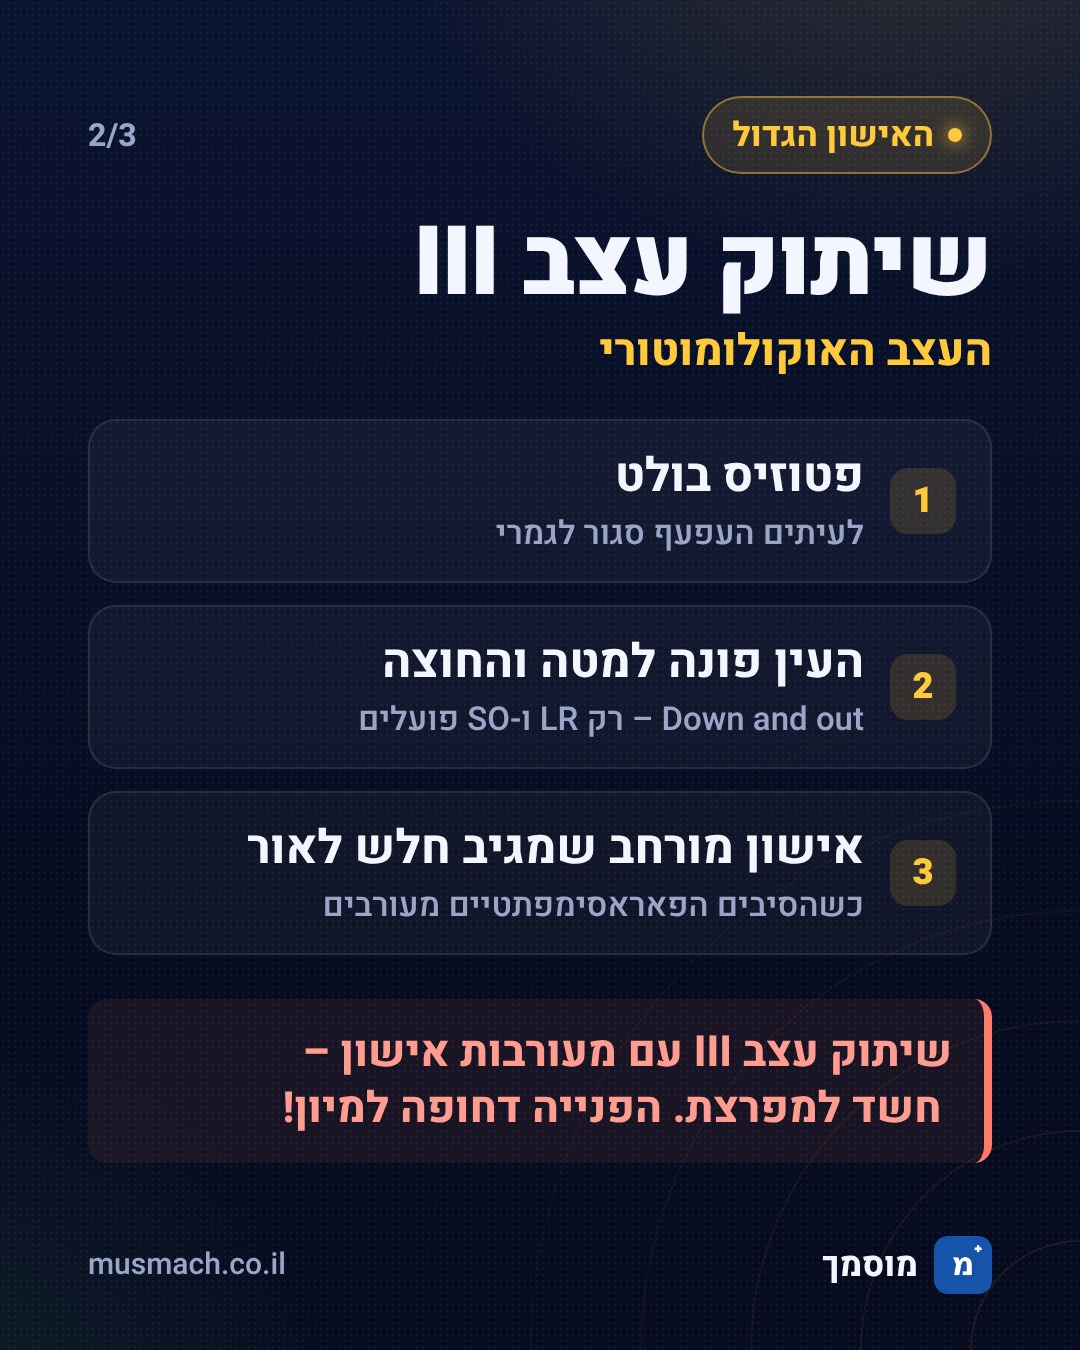 האישון הגדול
2/3
שיתוק עצב III
העצב האוקולומוטורי
1
פטוזיס בולט
לעיתים העפעף סגור לגמרי
2
העין פונה למטה והחוצה
Down and out – רק LR ו-SO פועלים
3
אישון מורחב שמגיב חלש לאור
כשהסיבים הפאראסימפתטיים מעורבים
שיתוק עצב III עם מעורבות אישון –
חשד למפרצת. הפנייה דחופה למיון!
מ
מוסמך
musmach.co.il